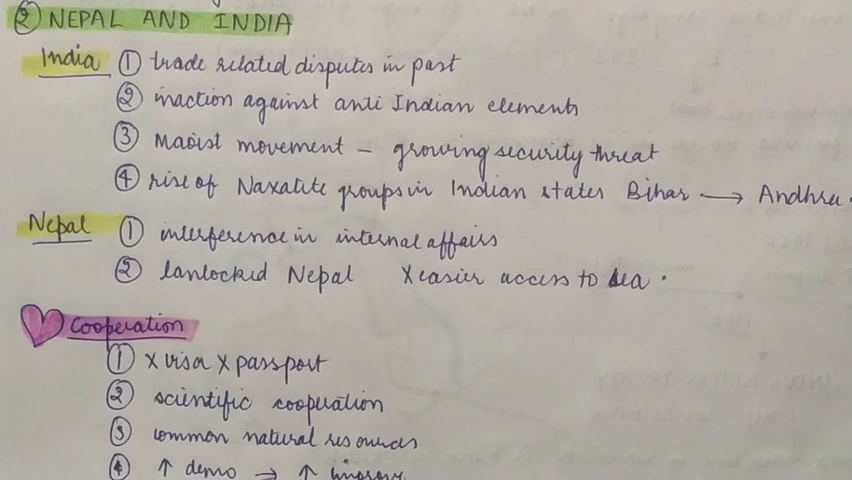 ② NEPAL AND INDIA
India ① trade related disputes in past
② inaction against anti Indian elements
③ Maoist movement – growing security threat
④ rise of Naxalite groups in Indian states Bihar → Andhra.
Nepal ① interference in internal affairs
② lanlocked Nepal X easier access to sea.
Cooperation
① X visa X passport
② scientific cooperation
③ common natural resources
④ ↑ demo → ↑